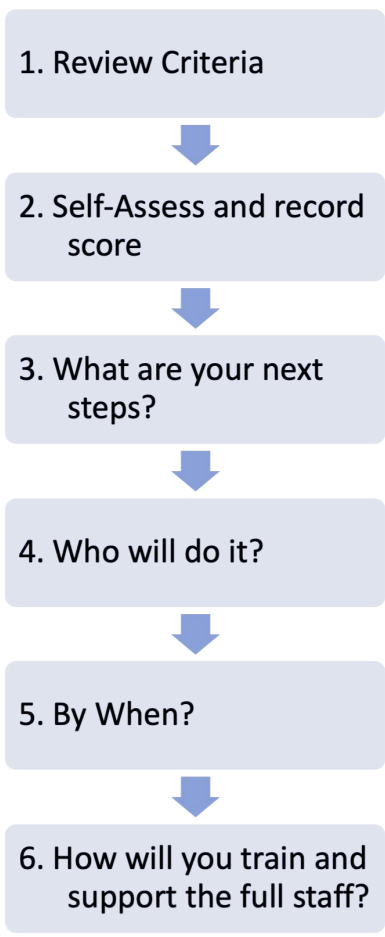 1. Review Criteria
2. Self-Assess and record
score
3. What are your next
steps?
4. Who will do it?
5. By When?
6. How will you train and
support the full staff?